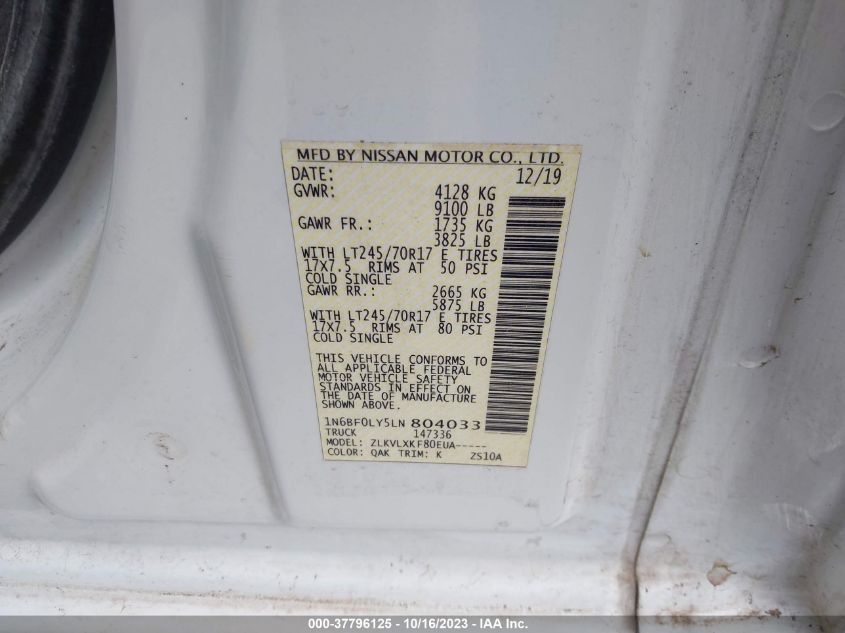 MFD BY NISSAN MOTOR CO., LTD.
DATE: 12/19
GVWR: 4128 KG
9100 LB
GAWR FR.: 1735 KG
3825 LB
WITH LT245/70R17 E TIRES
17X7.5 RIMS AT 50 PSI
COLD SINGLE
GAWR RR.: 2665 KG
5875 LB
WITH LT245/70R17 E TIRES
17X7.5 RIMS AT 80 PSI
COLD SINGLE
THIS VEHICLE CONFORMS TO
ALL APPLICABLE FEDERAL
MOTOR VEHICLE SAFETY
STANDARDS IN EFFECT ON
THE DATE OF MANUFACTURE
SHOWN ABOVE.
1N6BF0LY5LN 804033
TRUCK 147336
MODEL: ZLKVLXKF80EUA-----
COLOR: QAK TRIM: K ZS10A
000-37796125 - 10/16/2023 - IAA Inc.